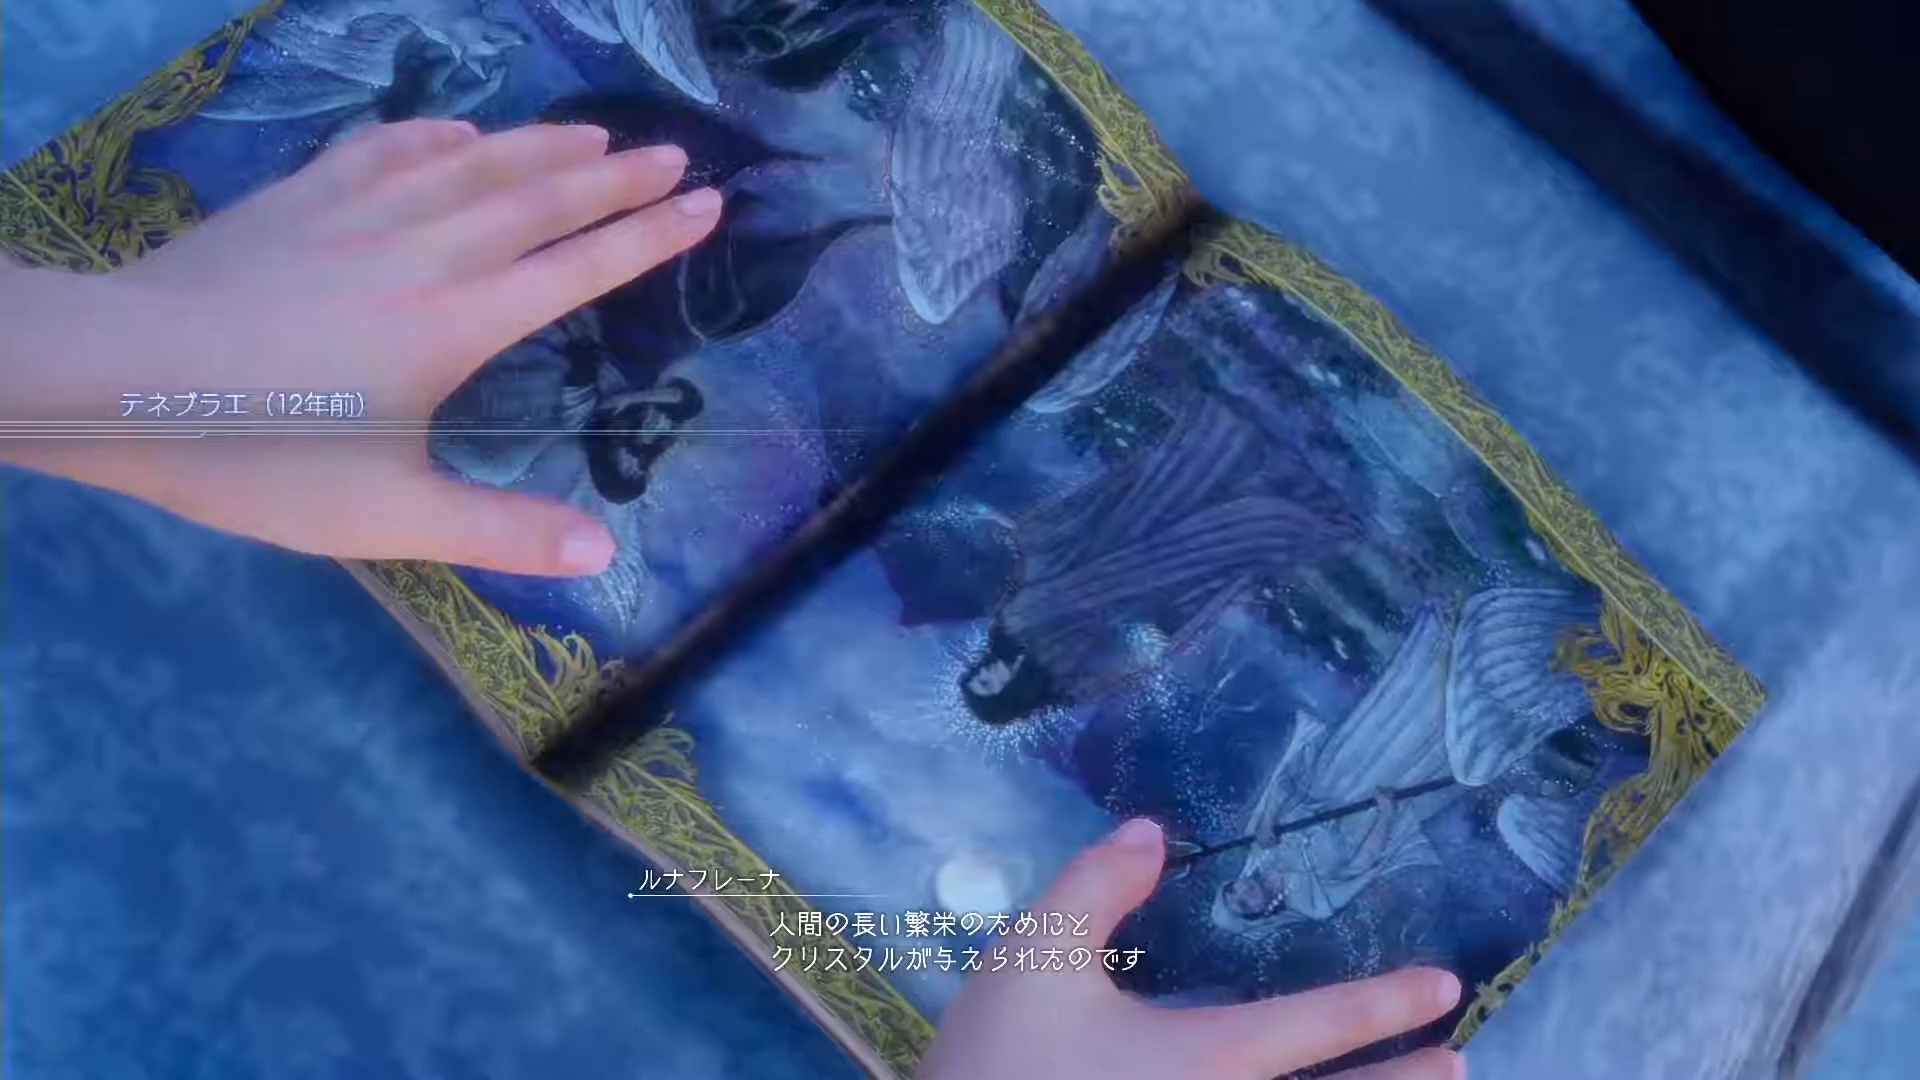 テネブラエ（12年前）
ルナフレーナ
人間の長い繁栄のためにと
クリスタルが与えられたのです